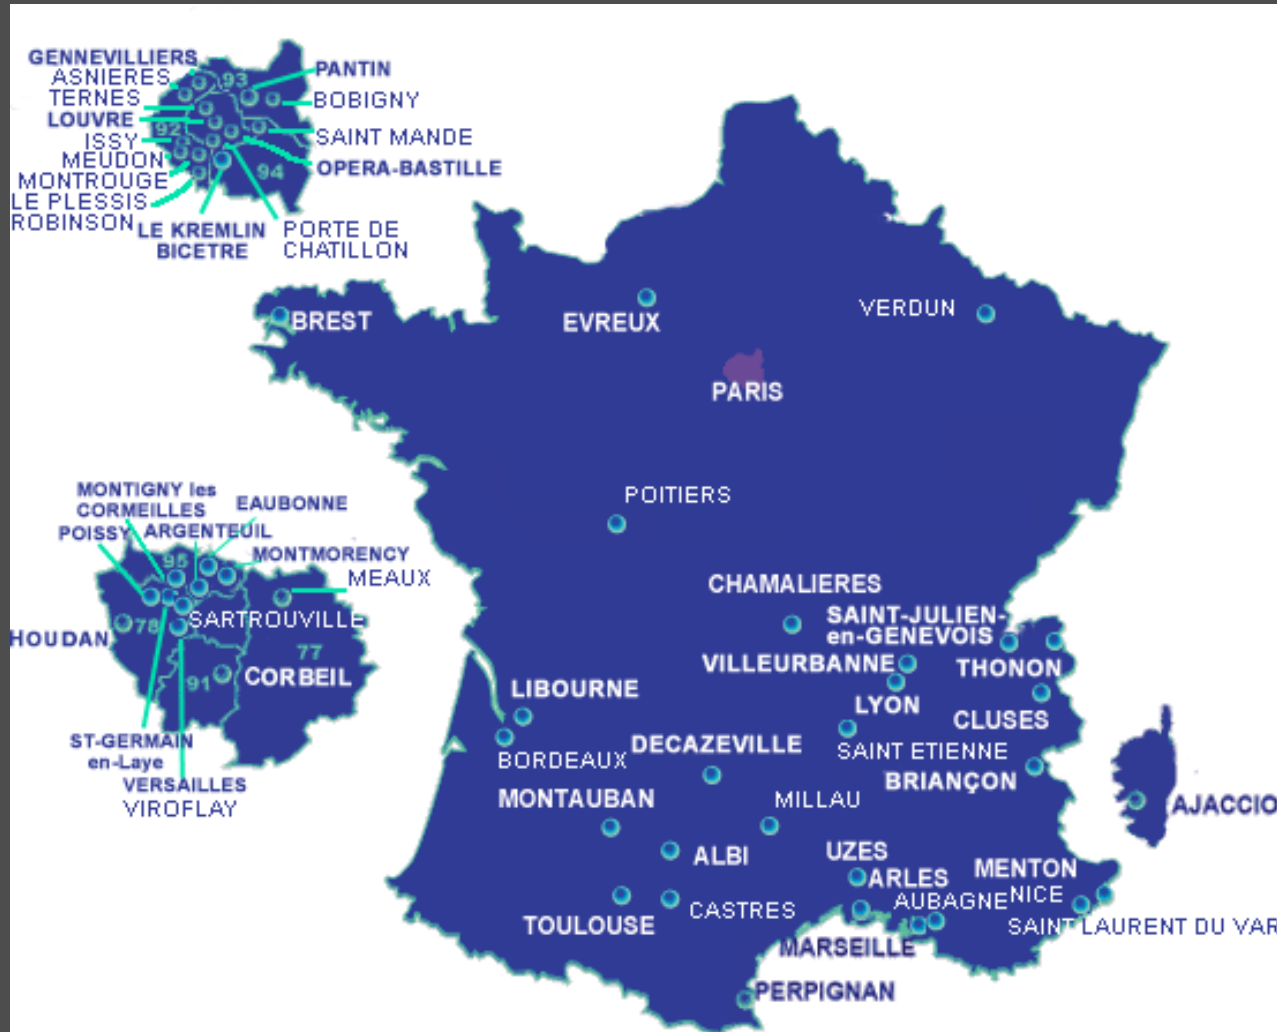 GENNEVILLIERS
ASNIERES
TERNES
LOUVRE
ISSY
MEUDON
MONTROUGE
LE PLESSIS
ROBINSON
LE KREMLIN
BICETRE
PORTE DE
CHATILLON
93
92
94
PANTIN
BOBIGNY
SAINT MANDE
OPERA-BASTILLE
BREST
EVREUX
VERDUN
PARIS
POITIERS
MONTIGNY les
CORMEILLES
EAUBONNE
POISSY
ARGENTEUIL
MONTMORENCY
MEAUX
95
SARTROUVILLE
78
HOUDAN
77
91
CORBEIL
ST-GERMAIN
en-Laye
VERSAILLES
VIROFLAY
CHAMALIERES
SAINT-JULIEN-
en-GENEVOIS
VILLEURBANNE
THONON
LYON
CLUSES
LIBOURNE
BORDEAUX
DECAZEVILLE
SAINT ETIENNE
BRIANÇON
MONTAUBAN
MILLAU
AJACCIO
ALBI
UZES
ARLES
MENTON
AUBAGNE
NICE
CASTRES
TOULOUSE
SAINT LAURENT DU VAR
MARSEILLE
PERPIGNAN